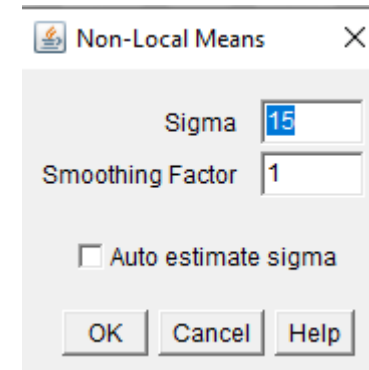 Non-Local Means
Sigma 15
Smoothing Factor 1
Auto estimate sigma
OK Cancel Help